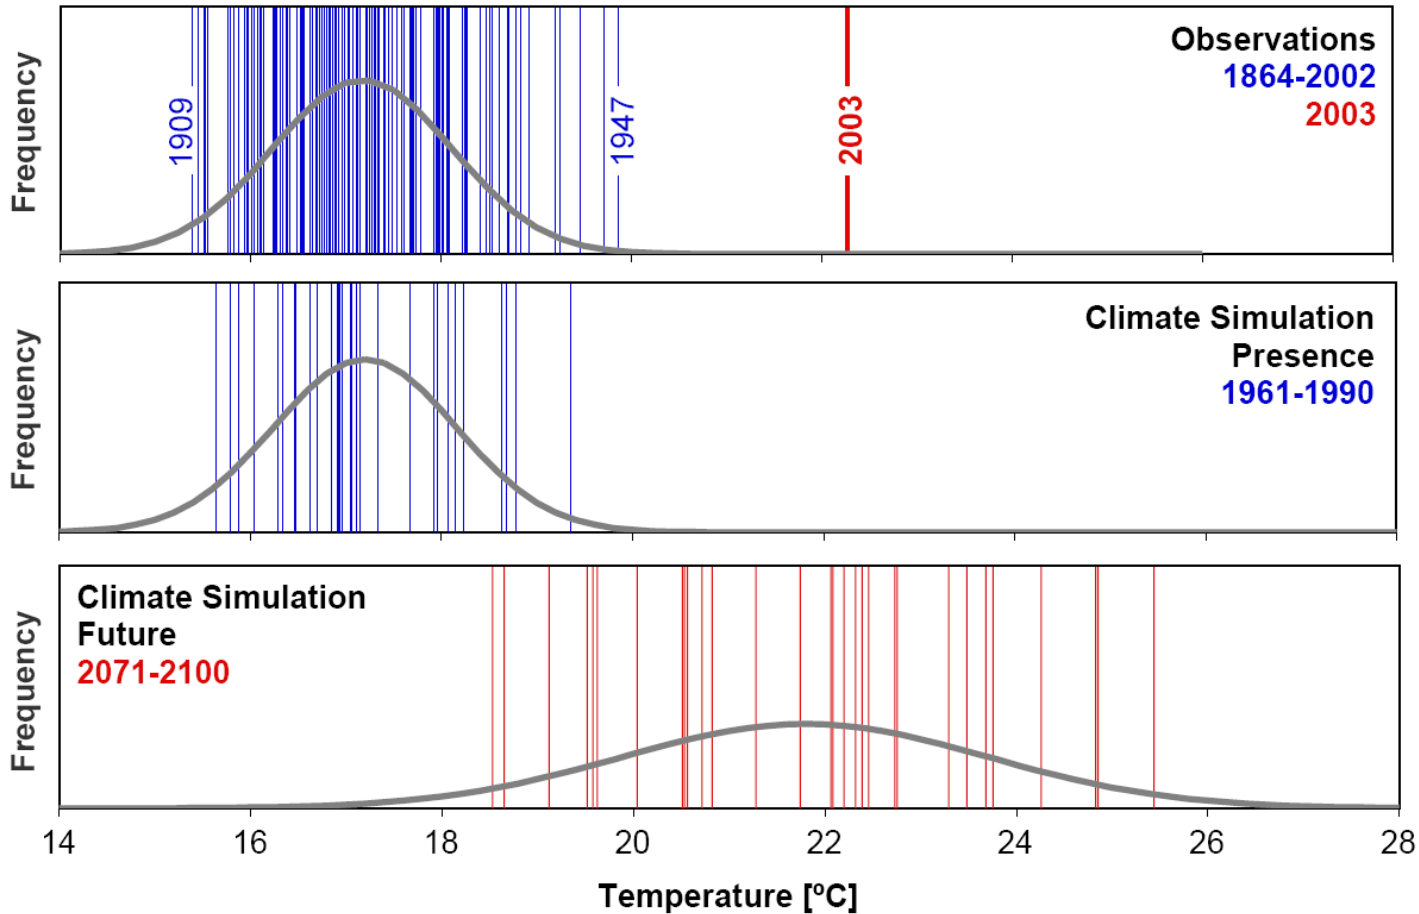 Frequency
1909
1947
2003
Observations
1864-2002
2003
Frequency
Climate Simulation
Presence
1961-1990
Frequency
Climate Simulation
Future
2071-2100
14 16 18 20 22 24 26 28
Temperature [ºC]